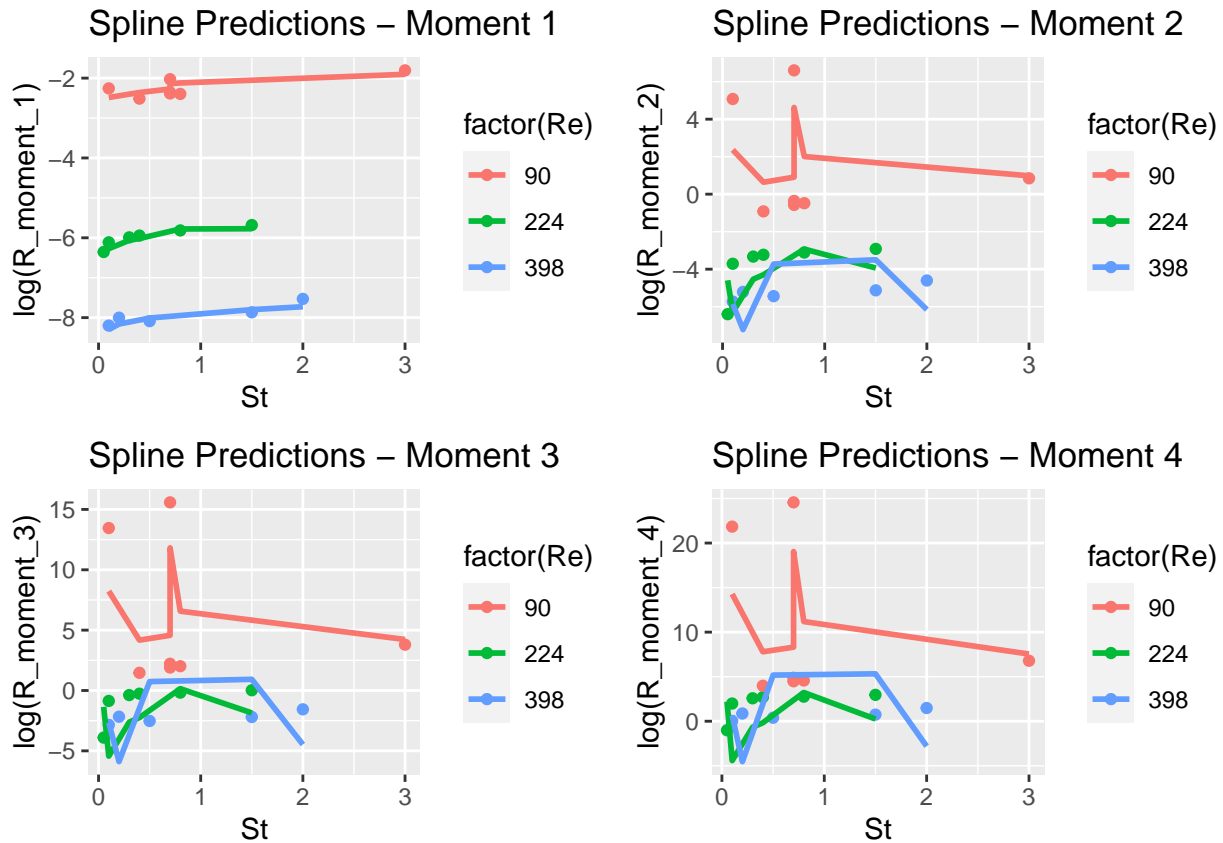 Spline Predictions – Moment 1
log(R_moment_1)
−2
−4
−6
−8
0
1
2
3
St
factor(Re)
90
224
398
Spline Predictions – Moment 2
log(R_moment_2)
4
0
−4
0
1
2
3
St
factor(Re)
90
224
398
Spline Predictions – Moment 3
log(R_moment_3)
15
10
5
0
−5
0
1
2
3
St
factor(Re)
90
224
398
Spline Predictions – Moment 4
log(R_moment_4)
20
10
0
0
1
2
3
St
factor(Re)
90
224
398